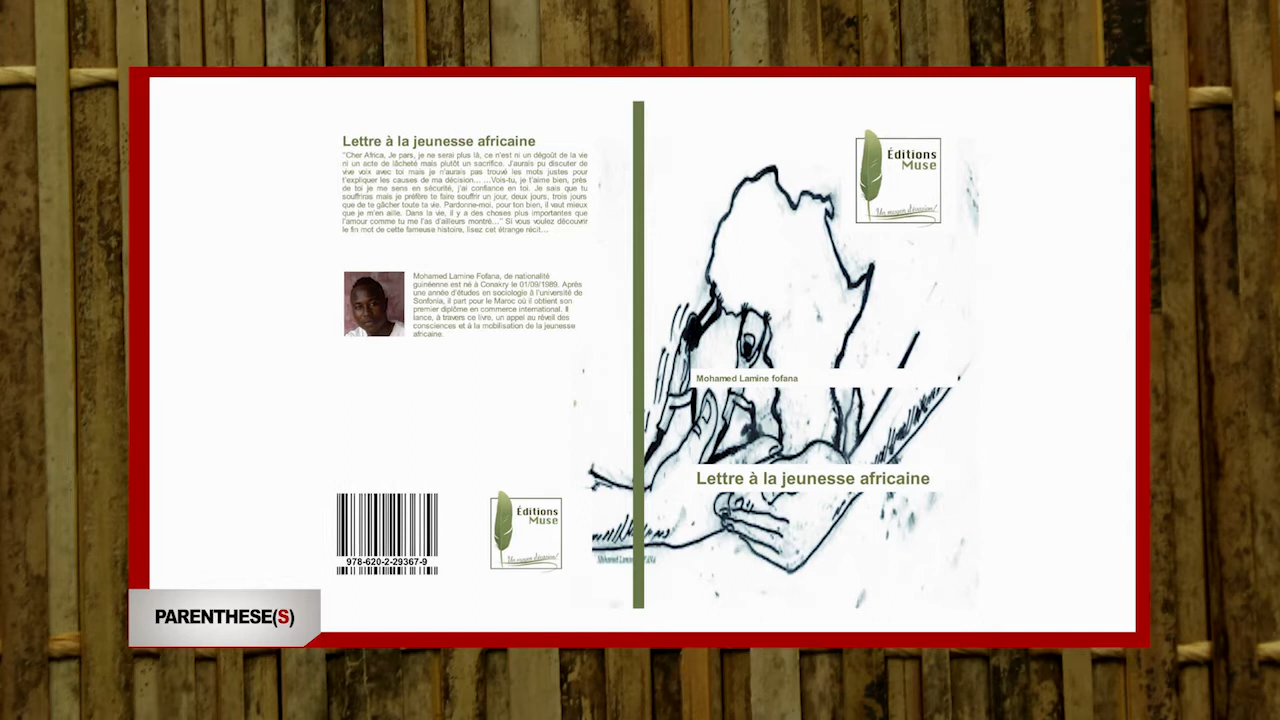 Lettre à la jeunesse africaine
"Cher Africa, Je pars, je ne serai plus là, ce n'est ni un dégoût de la vie
ni un acte de lâcheté mais plutôt un sacrifice. J'aurais pu discuter de
vive voix avec toi mais je n'aurais pas trouvé les mots justes pour
t'expliquer les causes de ma décision… …Vois-tu, je t'aime bien, près
de toi je me sens en sécurité, j'ai confiance en toi. Je sais que tu
souffriras mais je préfère te faire souffrir un jour, deux jours, trois jours
que de te gâcher toute ta vie. Pardonne-moi, pour ton bien, il vaut mieux
que je m'en aille. Dans la vie, il y a des choses plus importantes que
l'amour comme tu me l'as d'ailleurs montré…" Si vous voulez découvrir
le fin mot de cette fameuse histoire, lisez cet étrange récit…
Mohamed Lamine Fofana, de nationalité
guinéenne est né à Conakry le 01/09/1989. Après
une année d'études en sociologie à l'université de
Sonfonia, il part pour le Maroc où il obtient son
premier diplôme en commerce international. Il
lance, à travers ce livre, un appel au réveil des
consciences et à la mobilisation de la jeunesse
africaine.
978-620-2-29367-9
Éditions
Muse
Un moyen d'évasion!
Éditions
Muse
Un moyen d'évasion!
Mohamed Lamine fofana
Lettre à la jeunesse africaine
Mohamed Lamine FOFANA
PARENTHESE(S)